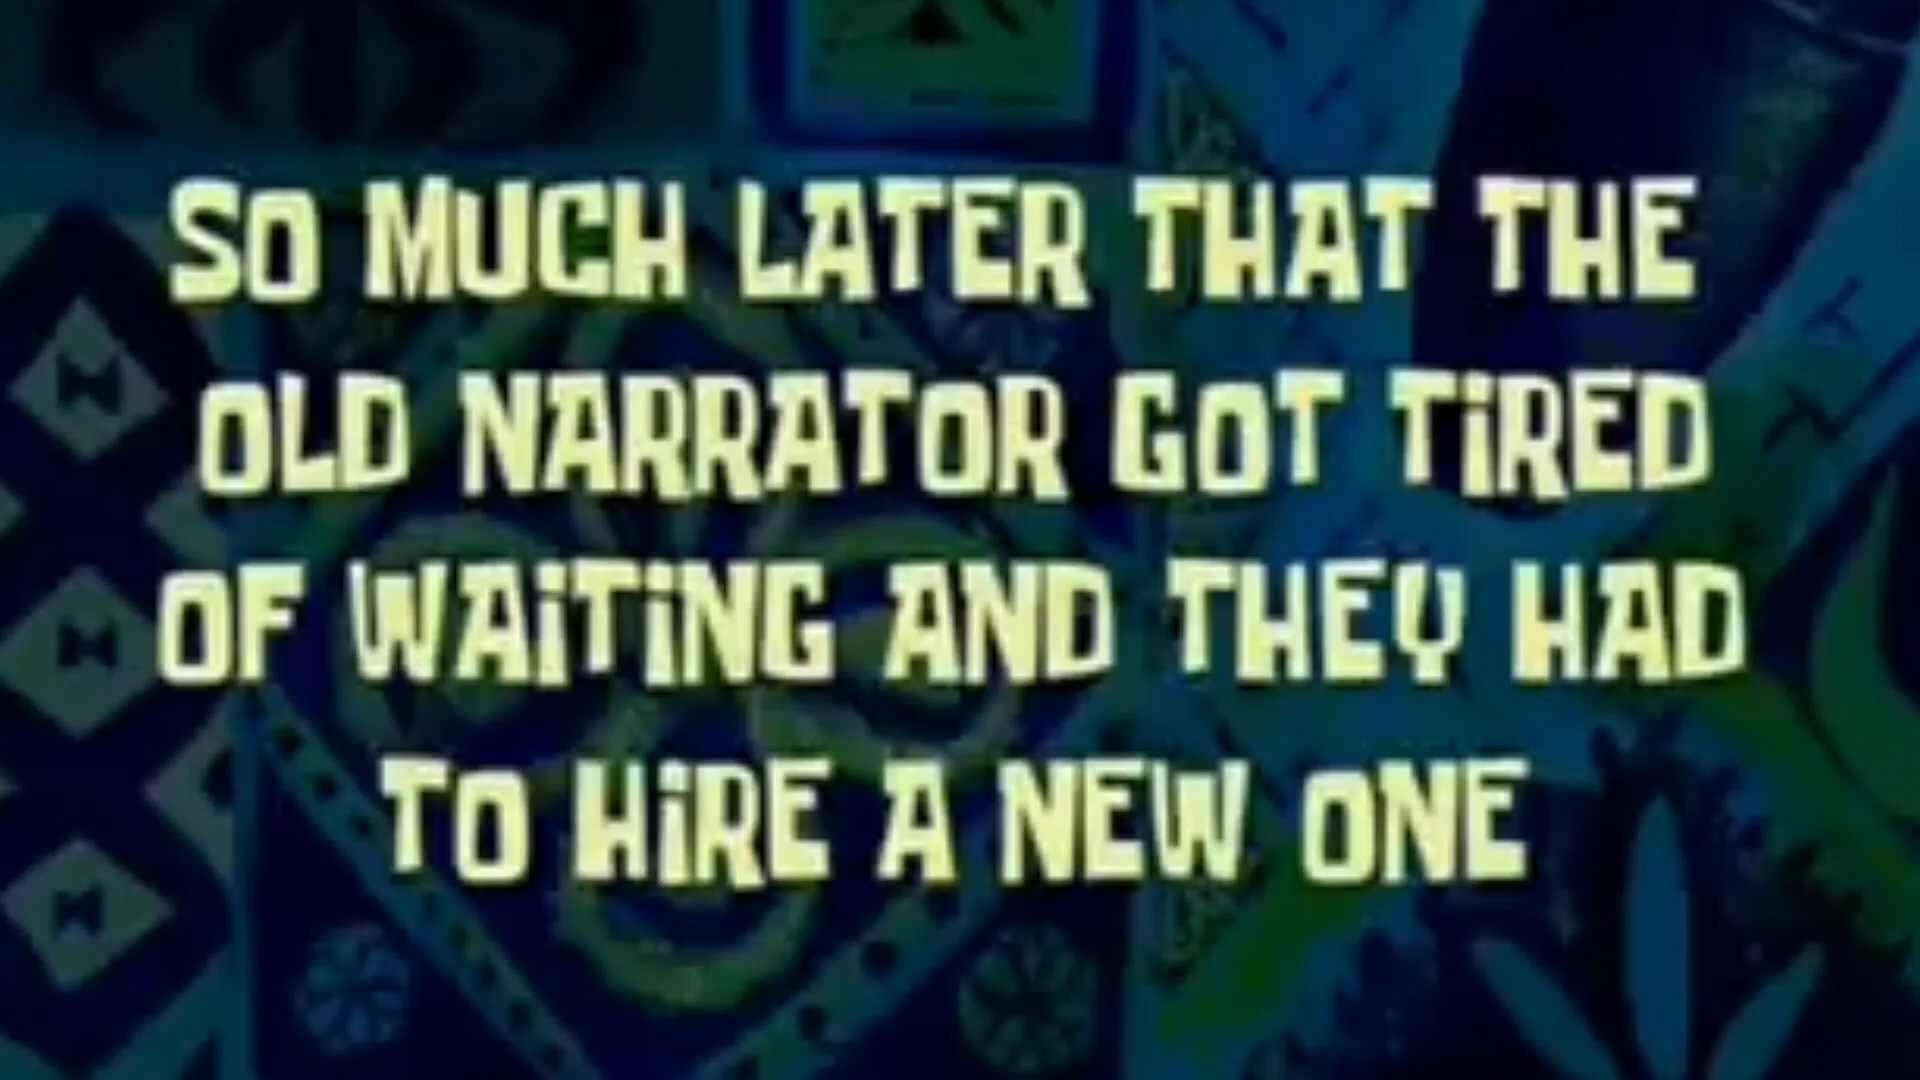 SO MUCH LATER THAT THE
OLD NARRATOR GOT TiRED
OF WAiTiNG AND THEY HAD
TO HiRE A NEW ONE